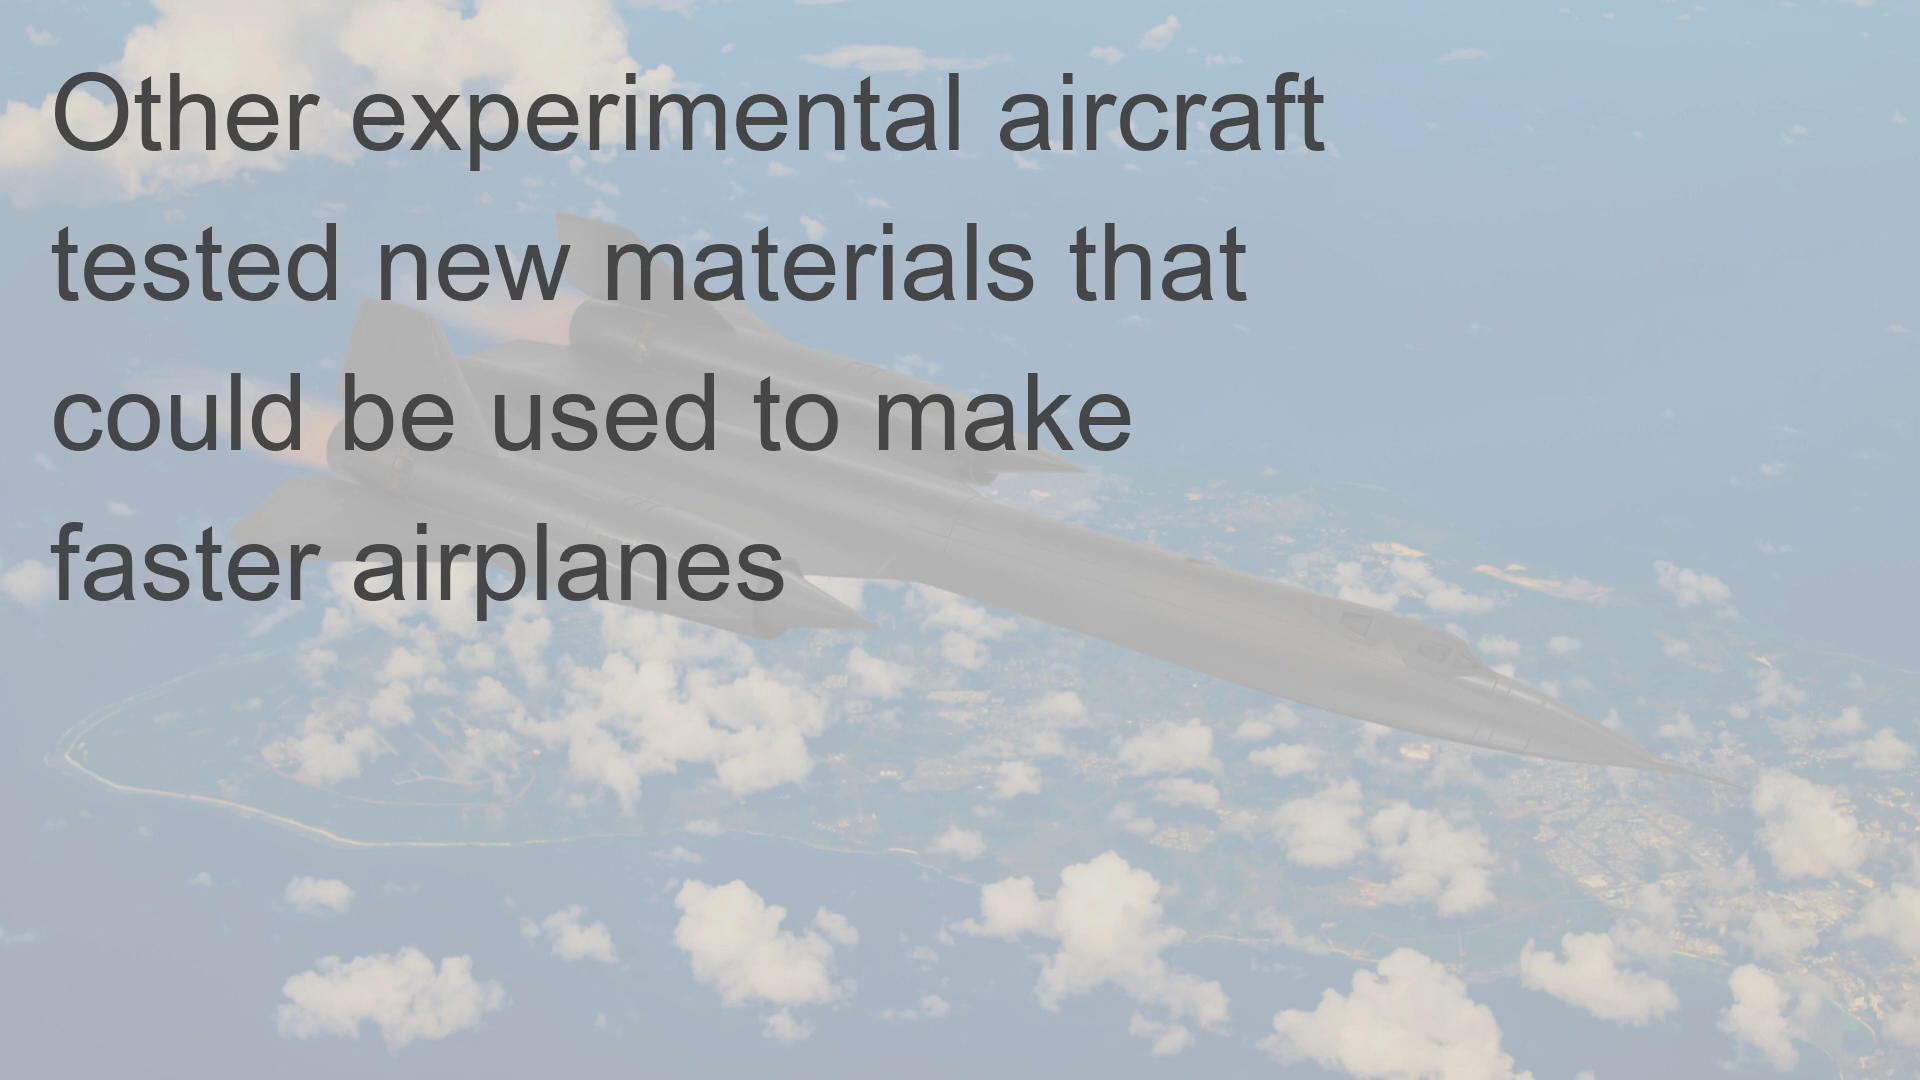 Other experimental aircraft
tested new materials that
could be used to make
faster airplanes